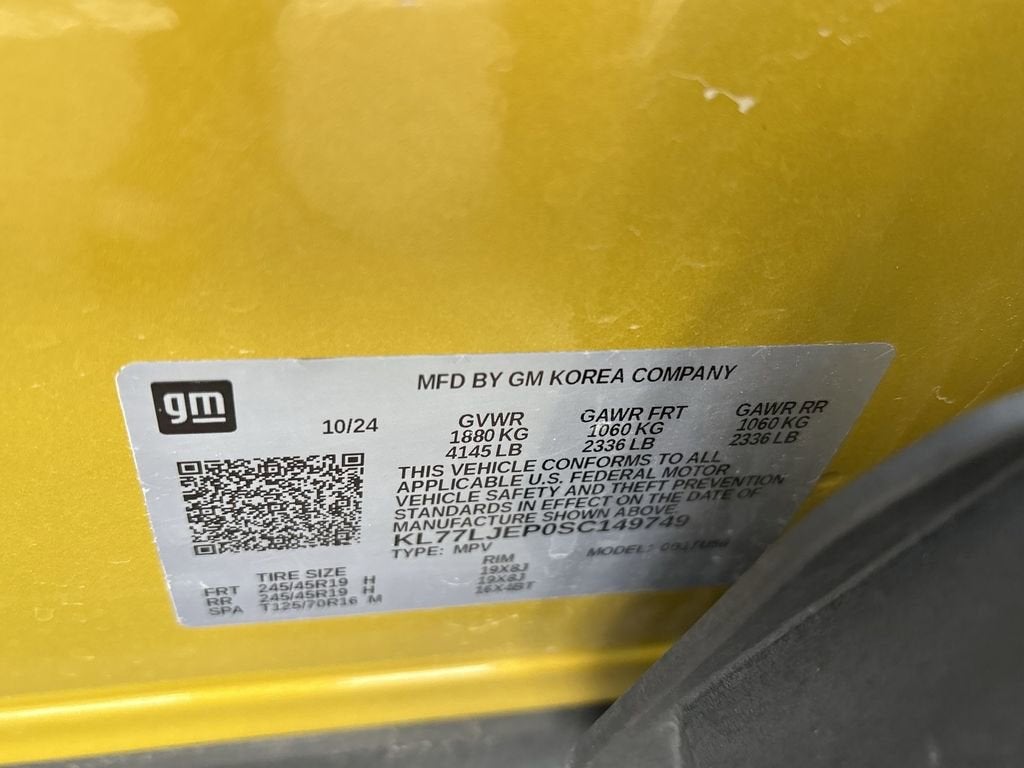 gm
MFD BY GM KOREA COMPANY
10/24
GVWR GAWR FRT GAWR RR
1880 KG 1060 KG 1060 KG
4145 LB 2336 LB 2336 LB
THIS VEHICLE CONFORMS TO ALL
APPLICABLE U.S. FEDERAL MOTOR
VEHICLE SAFETY AND THEFT PREVENTION
STANDARDS IN EFFECT ON THE DATE OF
MANUFACTURE SHOWN ABOVE.
KL77LJEP0SC149749
TYPE: MPV MODEL:
TIRE SIZE RIM
FRT 245/45R19 H 19X8J
RR 245/45R19 H 19X8J
SPA T125/70R16 M 16X4BT